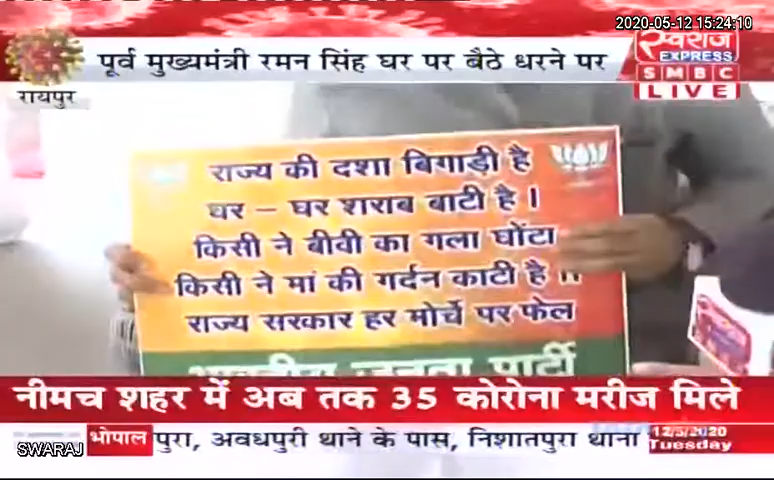 2020-05-12 15:24:10
स्वराज
EXPRESS
SMBC
LIVE
पूर्व मुख्यमंत्री रमन सिंह घर पर बैठे धरने पर
रायपुर
राज्य की दशा बिगाड़ी है
घर – घर शराब बाटी है ।
किसी ने बीवी का गला घोंटा
किसी ने मां की गर्दन काटी है ।।
राज्य सरकार हर मोर्चे पर फेल
भारतीय जनता पार्टी
नीमच शहर में अब तक 35 कोरोना मरीज मिले
भोपाल पुरा, अवधपुरी थाने के पास, निशातपुरा थाना
12/5/2020
Tuesday
SWARAJ